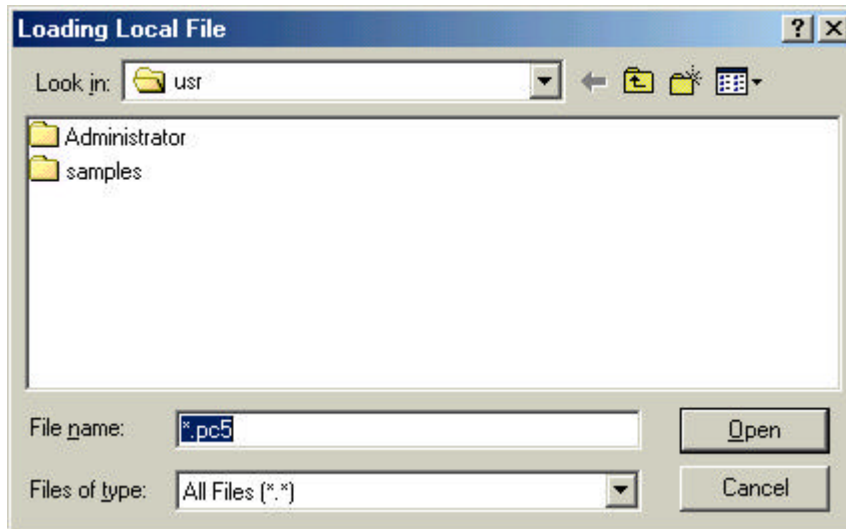 Loading Local File
Look in: usr
Administrator
samples
File name: *.pc5 Open
Files of type: All Files (*.*) Cancel